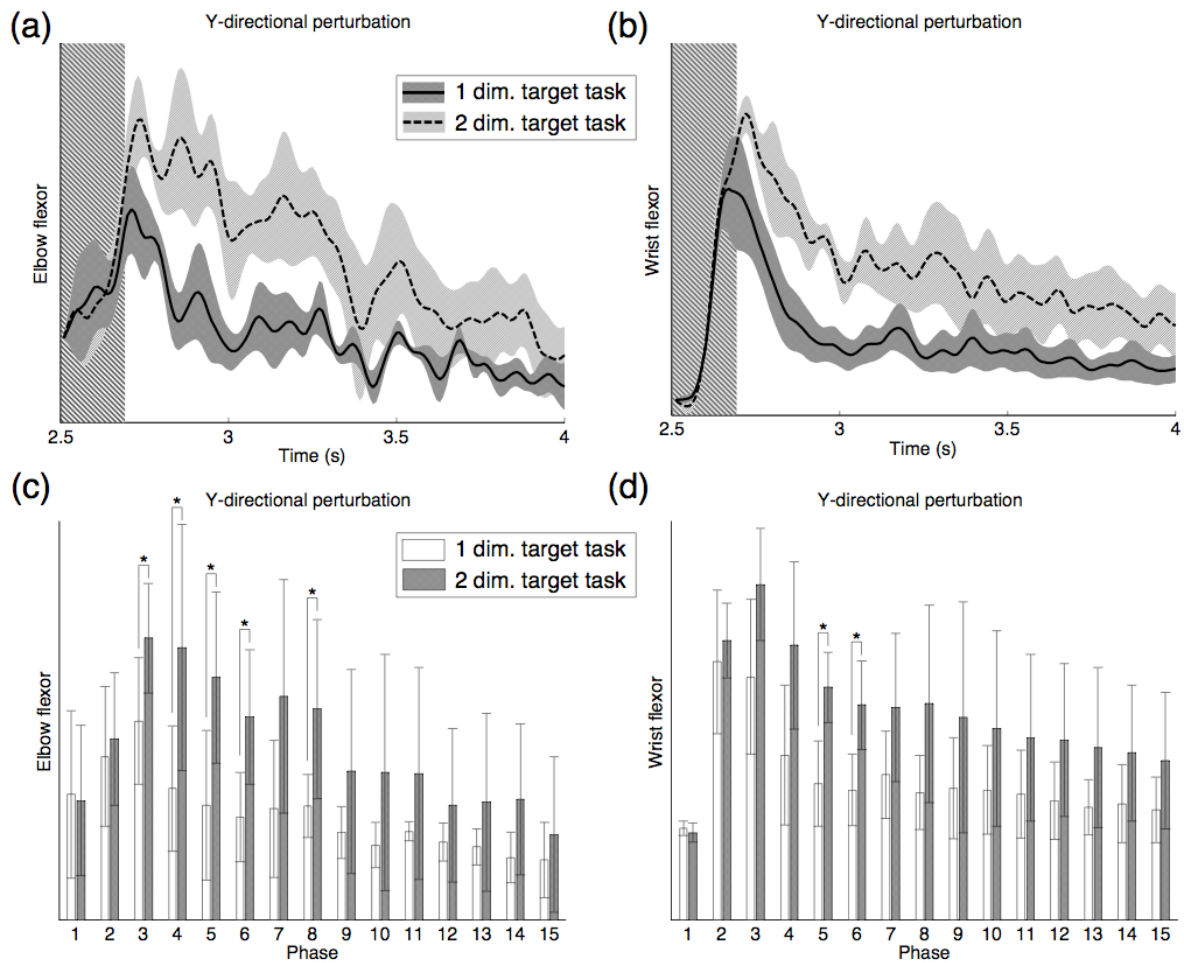 (a)
Y-directional perturbation
1 dim. target task
2 dim. target task
Elbow flexor
2.5 3 3.5 4
Time (s)
(b)
Y-directional perturbation
Wrist flexor
2.5 3 3.5 4
Time (s)
(c)
Y-directional perturbation
1 dim. target task
2 dim. target task
* * * * *
Elbow flexor
1 2 3 4 5 6 7 8 9 10 11 12 13 14 15
Phase
(d)
Y-directional perturbation
* *
Wrist flexor
1 2 3 4 5 6 7 8 9 10 11 12 13 14 15
Phase